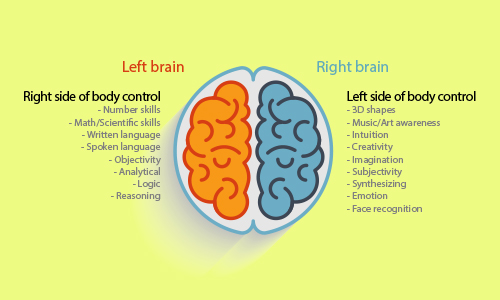 Left brain
Right side of body control
- Number skills
- Math/Scientific skills
- Written language
- Spoken language
- Objectivity
- Analytical
- Logic
- Reasoning
Right brain
Left side of body control
- 3D shapes
- Music/Art awareness
- Intuition
- Creativity
- Imagination
- Subjectivity
- Synthesizing
- Emotion
- Face recognition